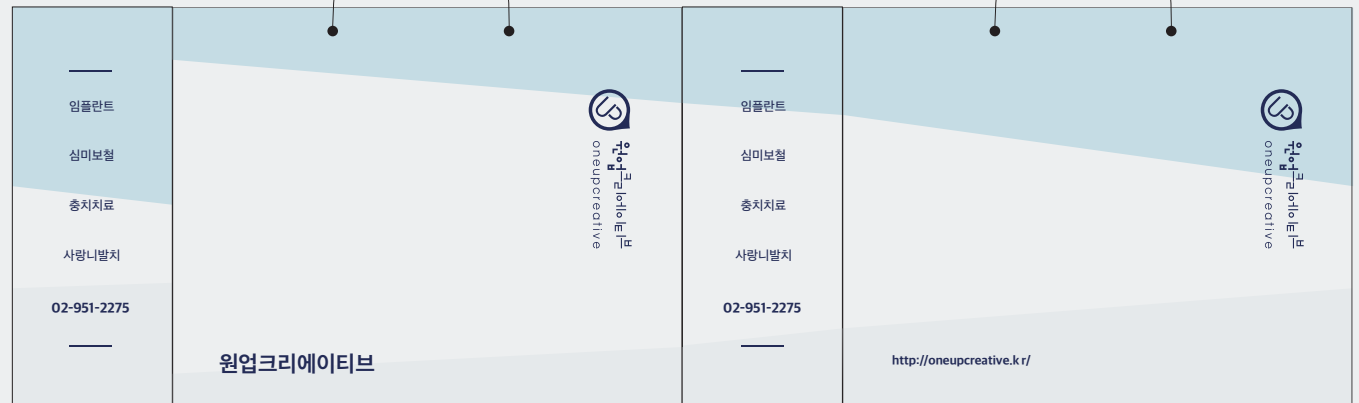 임플란트
심미보철
충치치료
사랑니발치
02-951-2275
원업크리에이티브
oneupcreative
원업크리에이티브
임플란트
심미보철
충치치료
사랑니발치
02-951-2275
원업크리에이티브
oneupcreative
http://oneupcreative.kr/